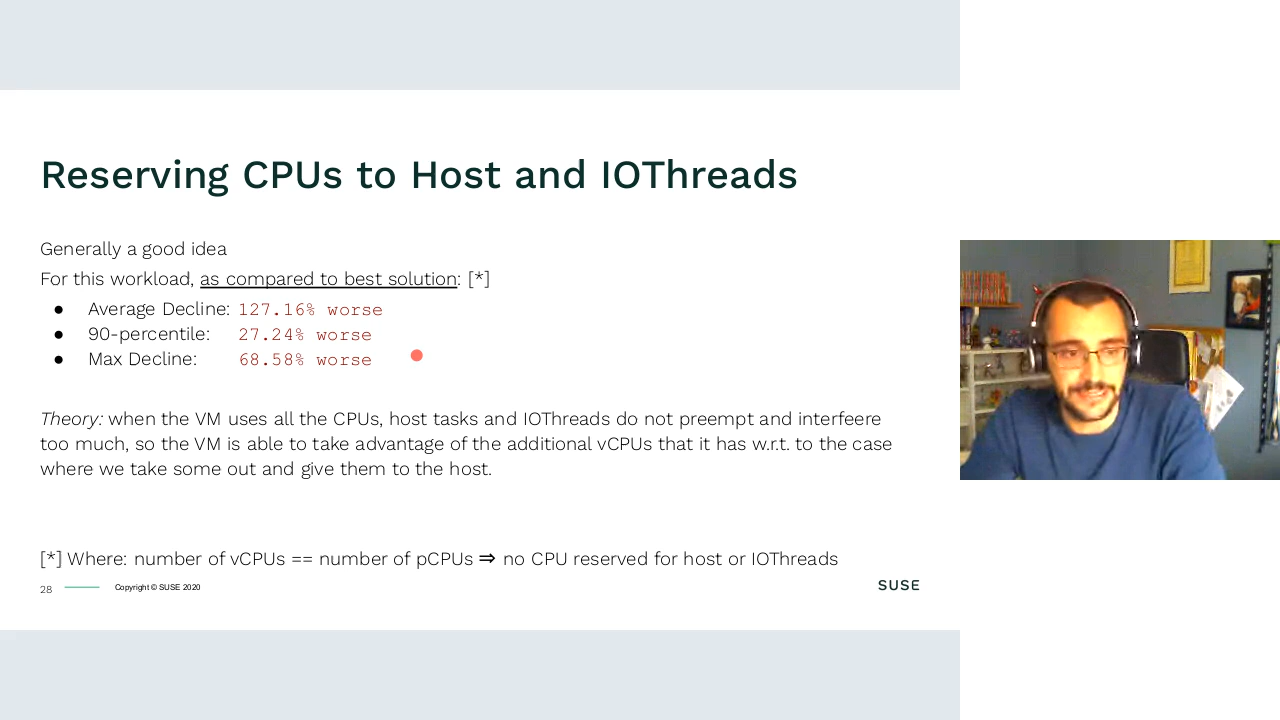 Reserving CPUs to Host and IOThreads
Generally a good idea
For this workload, as compared to best solution: [*]
● Average Decline: 127.16% worse
● 90-percentile: 27.24% worse
● Max Decline: 68.58% worse
Theory: when the VM uses all the CPUs, host tasks and IOThreads do not preempt and interfeere
too much, so the VM is able to take advantage of the additional vCPUs that it has w.r.t. to the case
where we take some out and give them to the host.
[*] Where: number of vCPUs == number of pCPUs ⇒ no CPU reserved for host or IOThreads
28 Copyright © SUSE 2020 SUSE